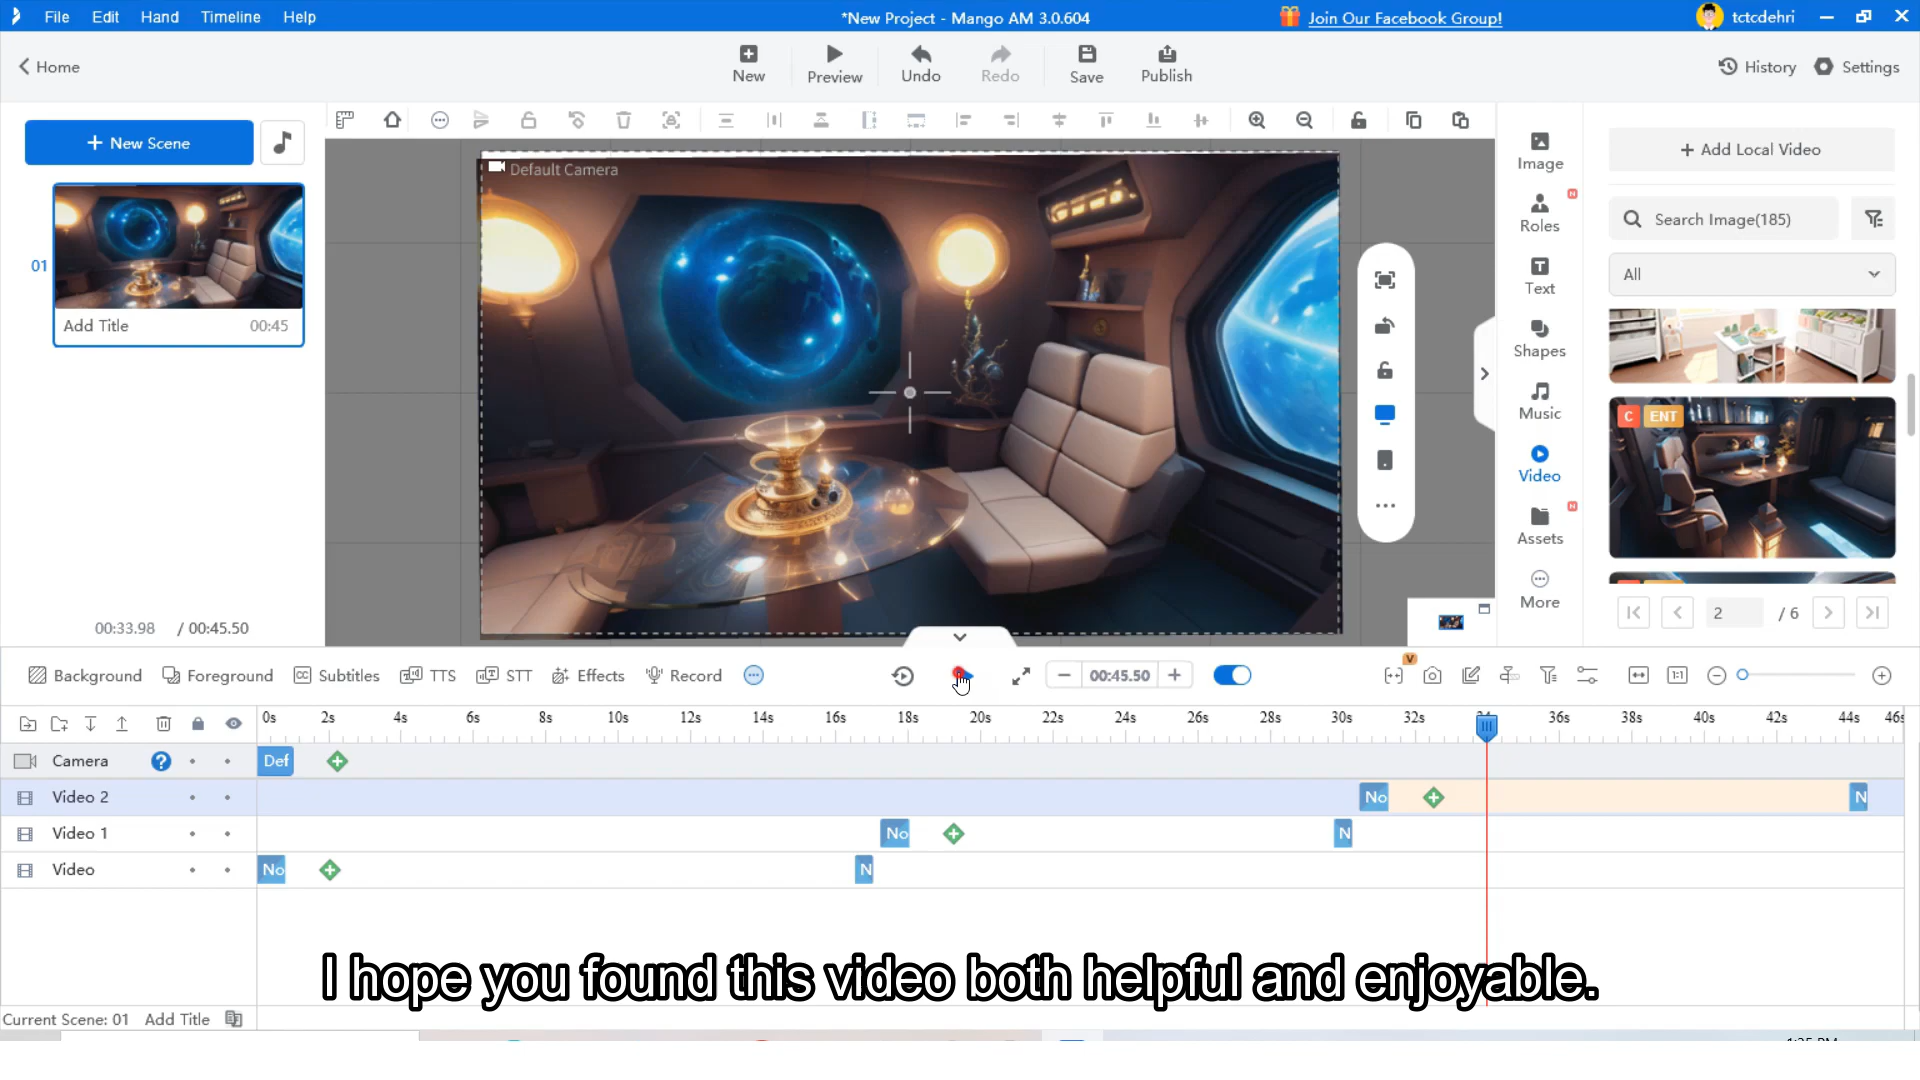 File Edit Hand Timeline Help
*New Project - Mango AM 3.0.604
Join Our Facebook Group!
tctcdehri
Home
New Preview Undo Redo Save Publish
History Settings
+ New Scene
01
Add Title 00:45
00:33.98 / 00:45.50
Default Camera
Image
Roles
N
Text
Shapes
Music
Video
Assets
N
More
+ Add Local Video
Search Image(185)
All
C ENT
2 / 6
Background Foreground Subtitles TTS STT Effects Record
00:45.50
V
1:1
0s 2s 4s 6s 8s 10s 12s 14s 16s 18s 20s 22s 24s 26s 28s 30s 32s 36s 38s 40s 42s 44s 46s
Camera ? Def
Video 2 No N
Video 1 No N
Video No N
I hope you found this video both helpful and enjoyable.
Current Scene: 01 Add Title